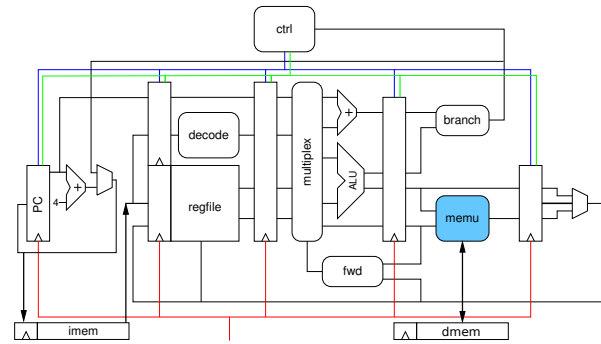 ctrl
decode
multiplex
+
branch
ALU
PC
4
+
regfile
memu
fwd
imem
dmem